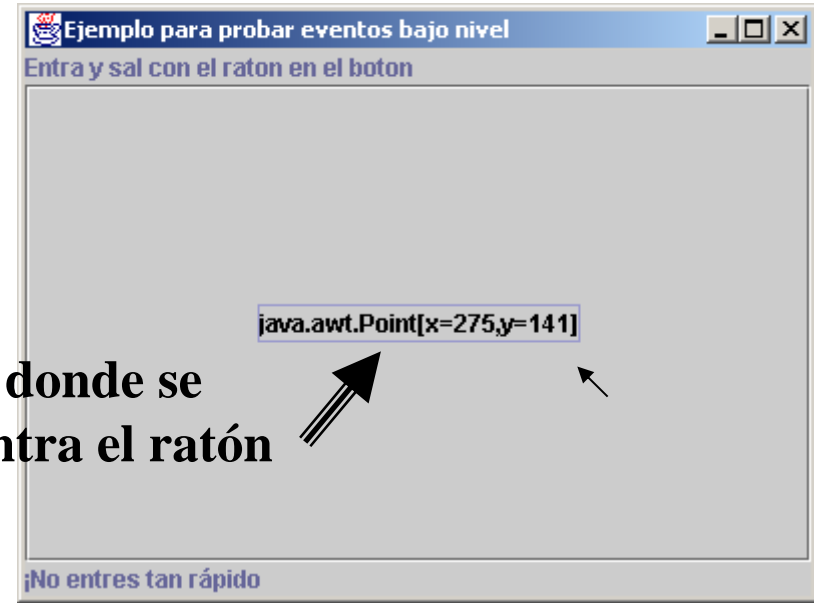 Ejemplo para probar eventos bajo nivel
Entra y sal con el raton en el boton
java.awt.Point[x=275,y=141]
donde se
ntra el ratón
¡No entres tan rápido